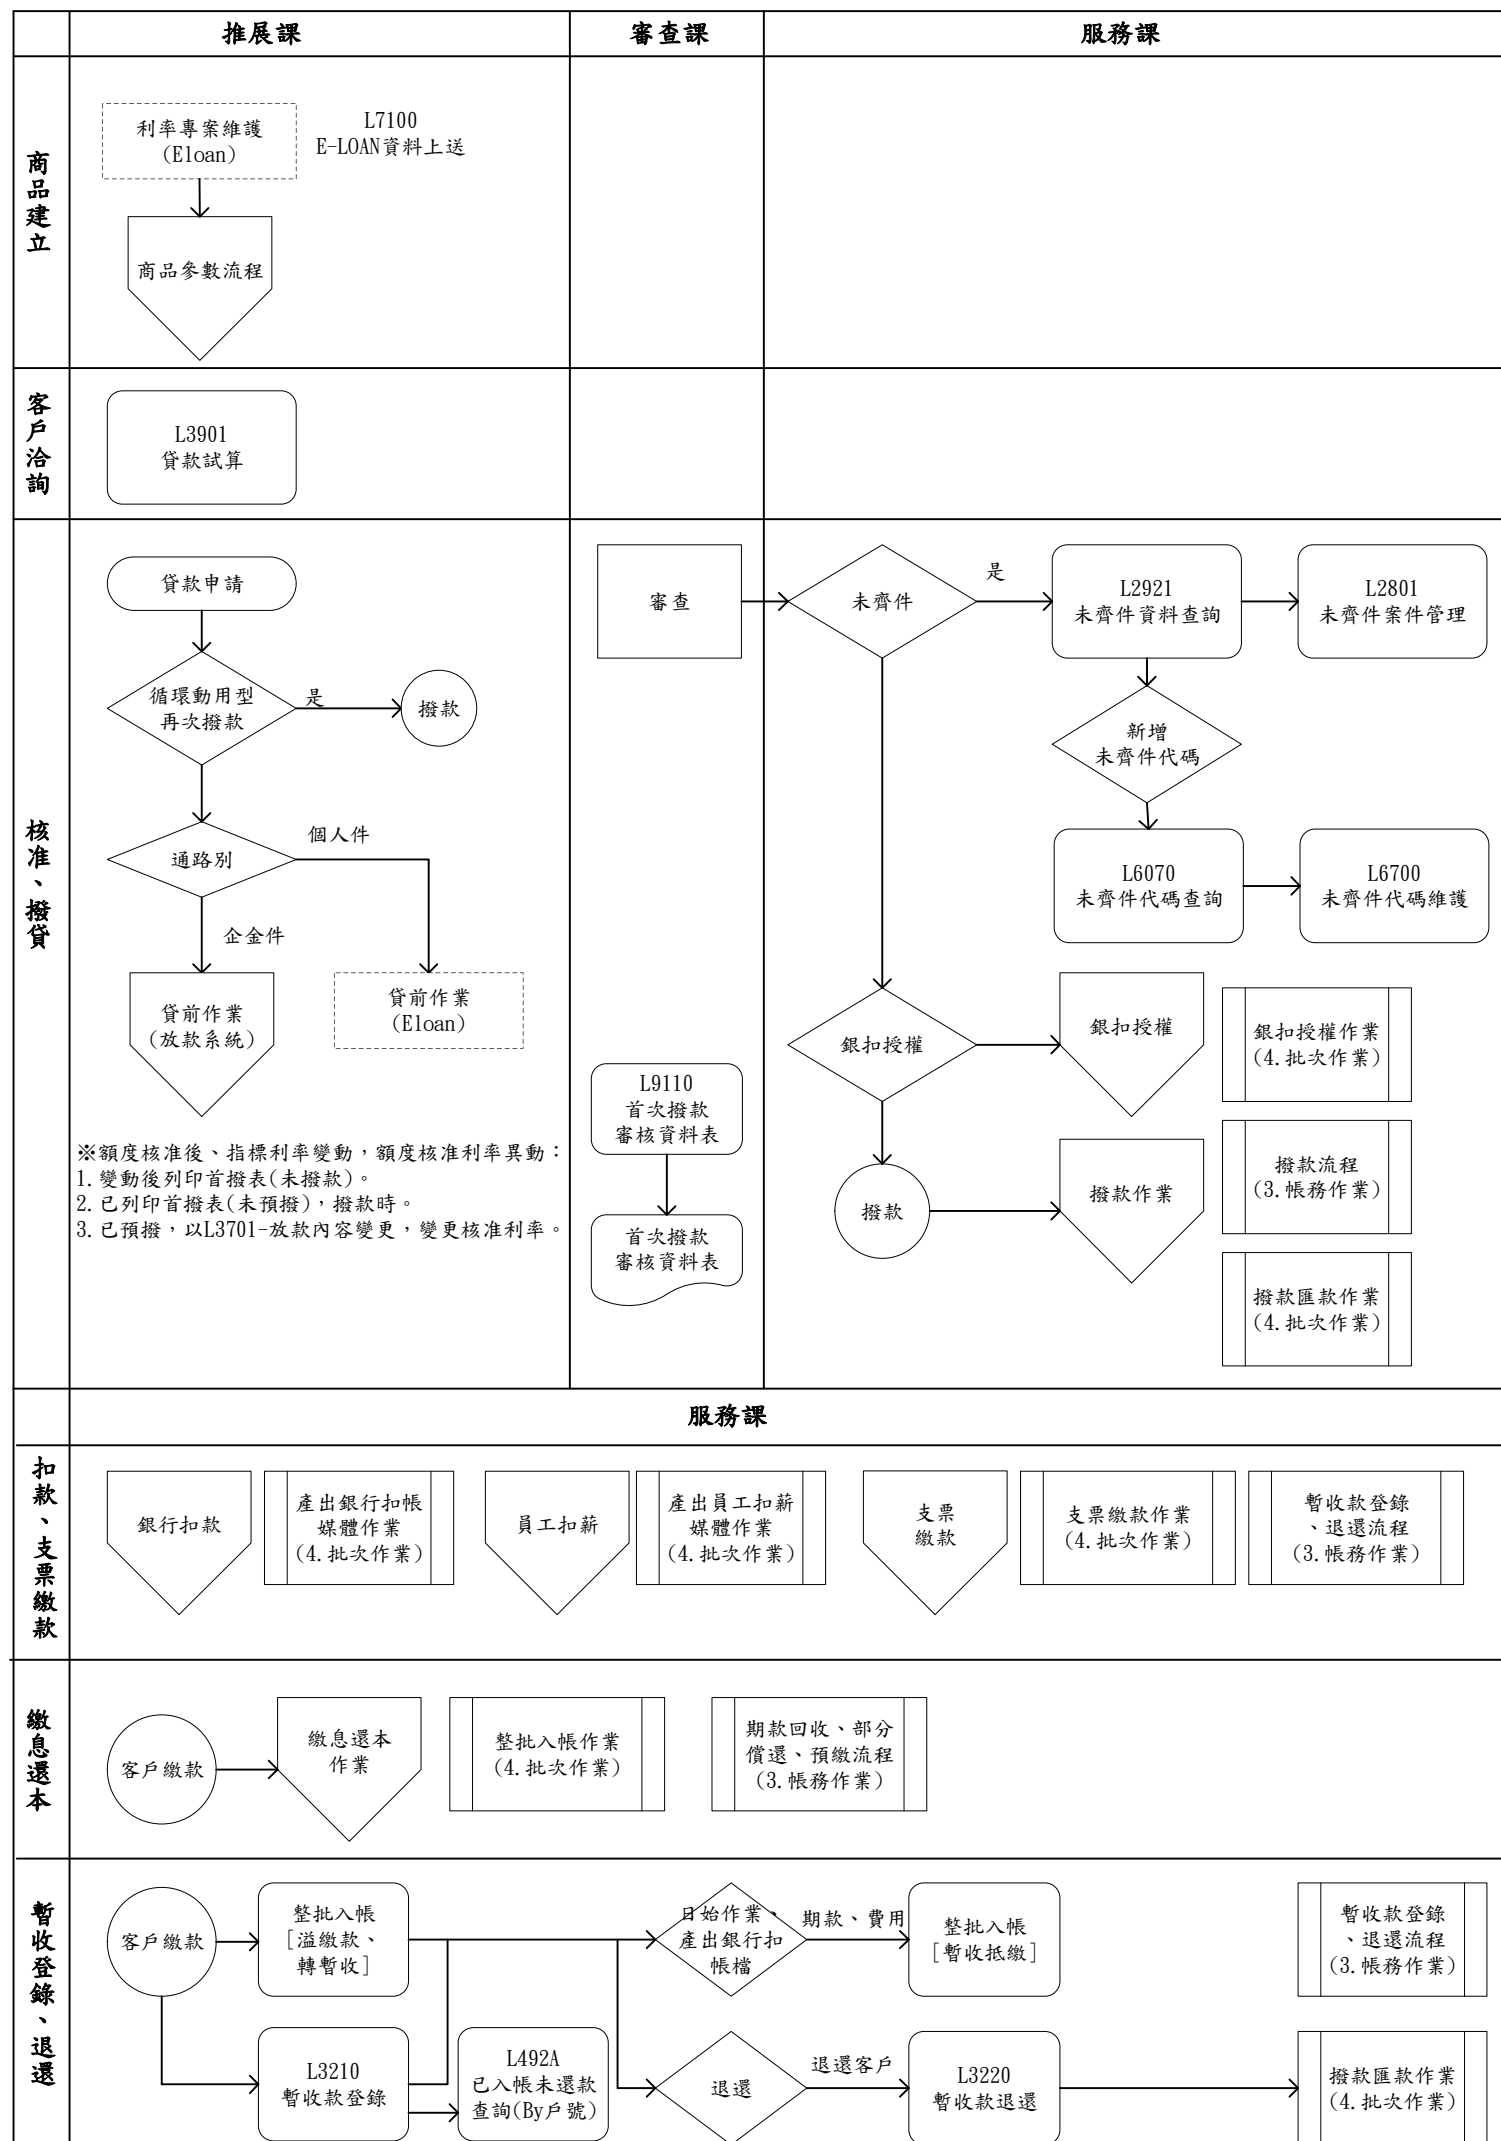 推展課
審查課
服務課
商品建立
利率專案維護
(Eloan)
L7100
E-LOAN資料上送
商品參數流程
客戶洽詢
L3901
貸款試算
核准、撥貸
貸款申請
循環動用型
再次撥款
是
撥款
通路別
個人件
企金件
貸前作業
(放款系統)
貸前作業
(Eloan)
※額度核准後、指標利率變動，額度核准利率異動：
1.變動後列印首撥表(未撥款)。
2.已列印首撥表(未預撥)，撥款時。
3.已預撥，以L3701-放款內容變更，變更核准利率。
審查
L9110
首次撥款
審核資料表
首次撥款
審核資料表
未齊件
是
L2921
未齊件資料查詢
L2801
未齊件案件管理
新增
未齊件代碼
L6070
未齊件代碼查詢
L6700
未齊件代碼維護
銀扣授權
銀扣授權
銀扣授權作業
(4.批次作業)
撥款
撥款作業
撥款流程
(3.帳務作業)
撥款匯款作業
(4.批次作業)
服務課
扣款、支票繳款
銀行扣款
產出銀行扣帳
媒體作業
(4.批次作業)
員工扣薪
產出員工扣薪
媒體作業
(4.批次作業)
支票
繳款
支票繳款作業
(4.批次作業)
暫收款登錄
、退還流程
(3.帳務作業)
繳息還本
客戶繳款
繳息還本
作業
整批入帳作業
(4.批次作業)
期款回收、部分
償還、預繳流程
(3.帳務作業)
暫收登錄、退還
客戶繳款
整批入帳
[溢繳款、
轉暫收]
日始作業、
產出銀行扣
帳檔
期款、費用
整批入帳
[暫收抵繳]
暫收款登錄
、退還流程
(3.帳務作業)
L3210
暫收款登錄
L492A
已入帳未還款
查詢(By戶號)
退還
退還客戶
L3220
暫收款退還
撥款匯款作業
(4.批次作業)